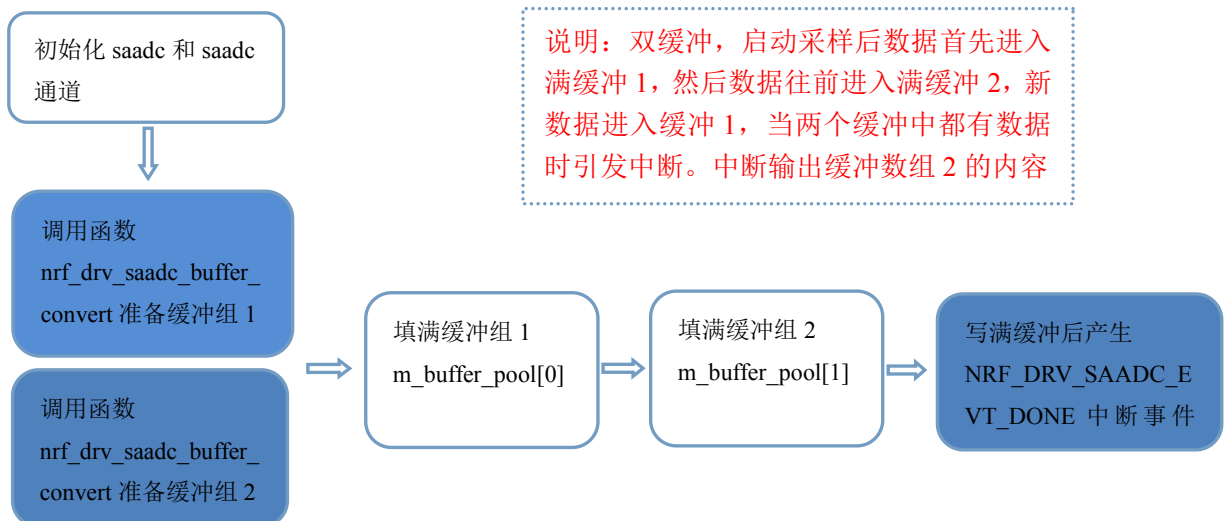 初始化 saadc 和 saadc
通道
说明：双缓冲，启动采样后数据首先进入
满缓冲 1，然后数据往前进入满缓冲 2，新
数据进入缓冲 1，当两个缓冲中都有数据
时引发中断。中断输出缓冲数组 2 的内容
调用函数
nrf_drv_saadc_buffer_
convert 准备缓冲组 1
调用函数
nrf_drv_saadc_buffer_
convert 准备缓冲组 2
填满缓冲组 1
m_buffer_pool[0]
填满缓冲组 2
m_buffer_pool[1]
写满缓冲后产生
NRF_DRV_SAADC_E
VT_DONE 中断事件